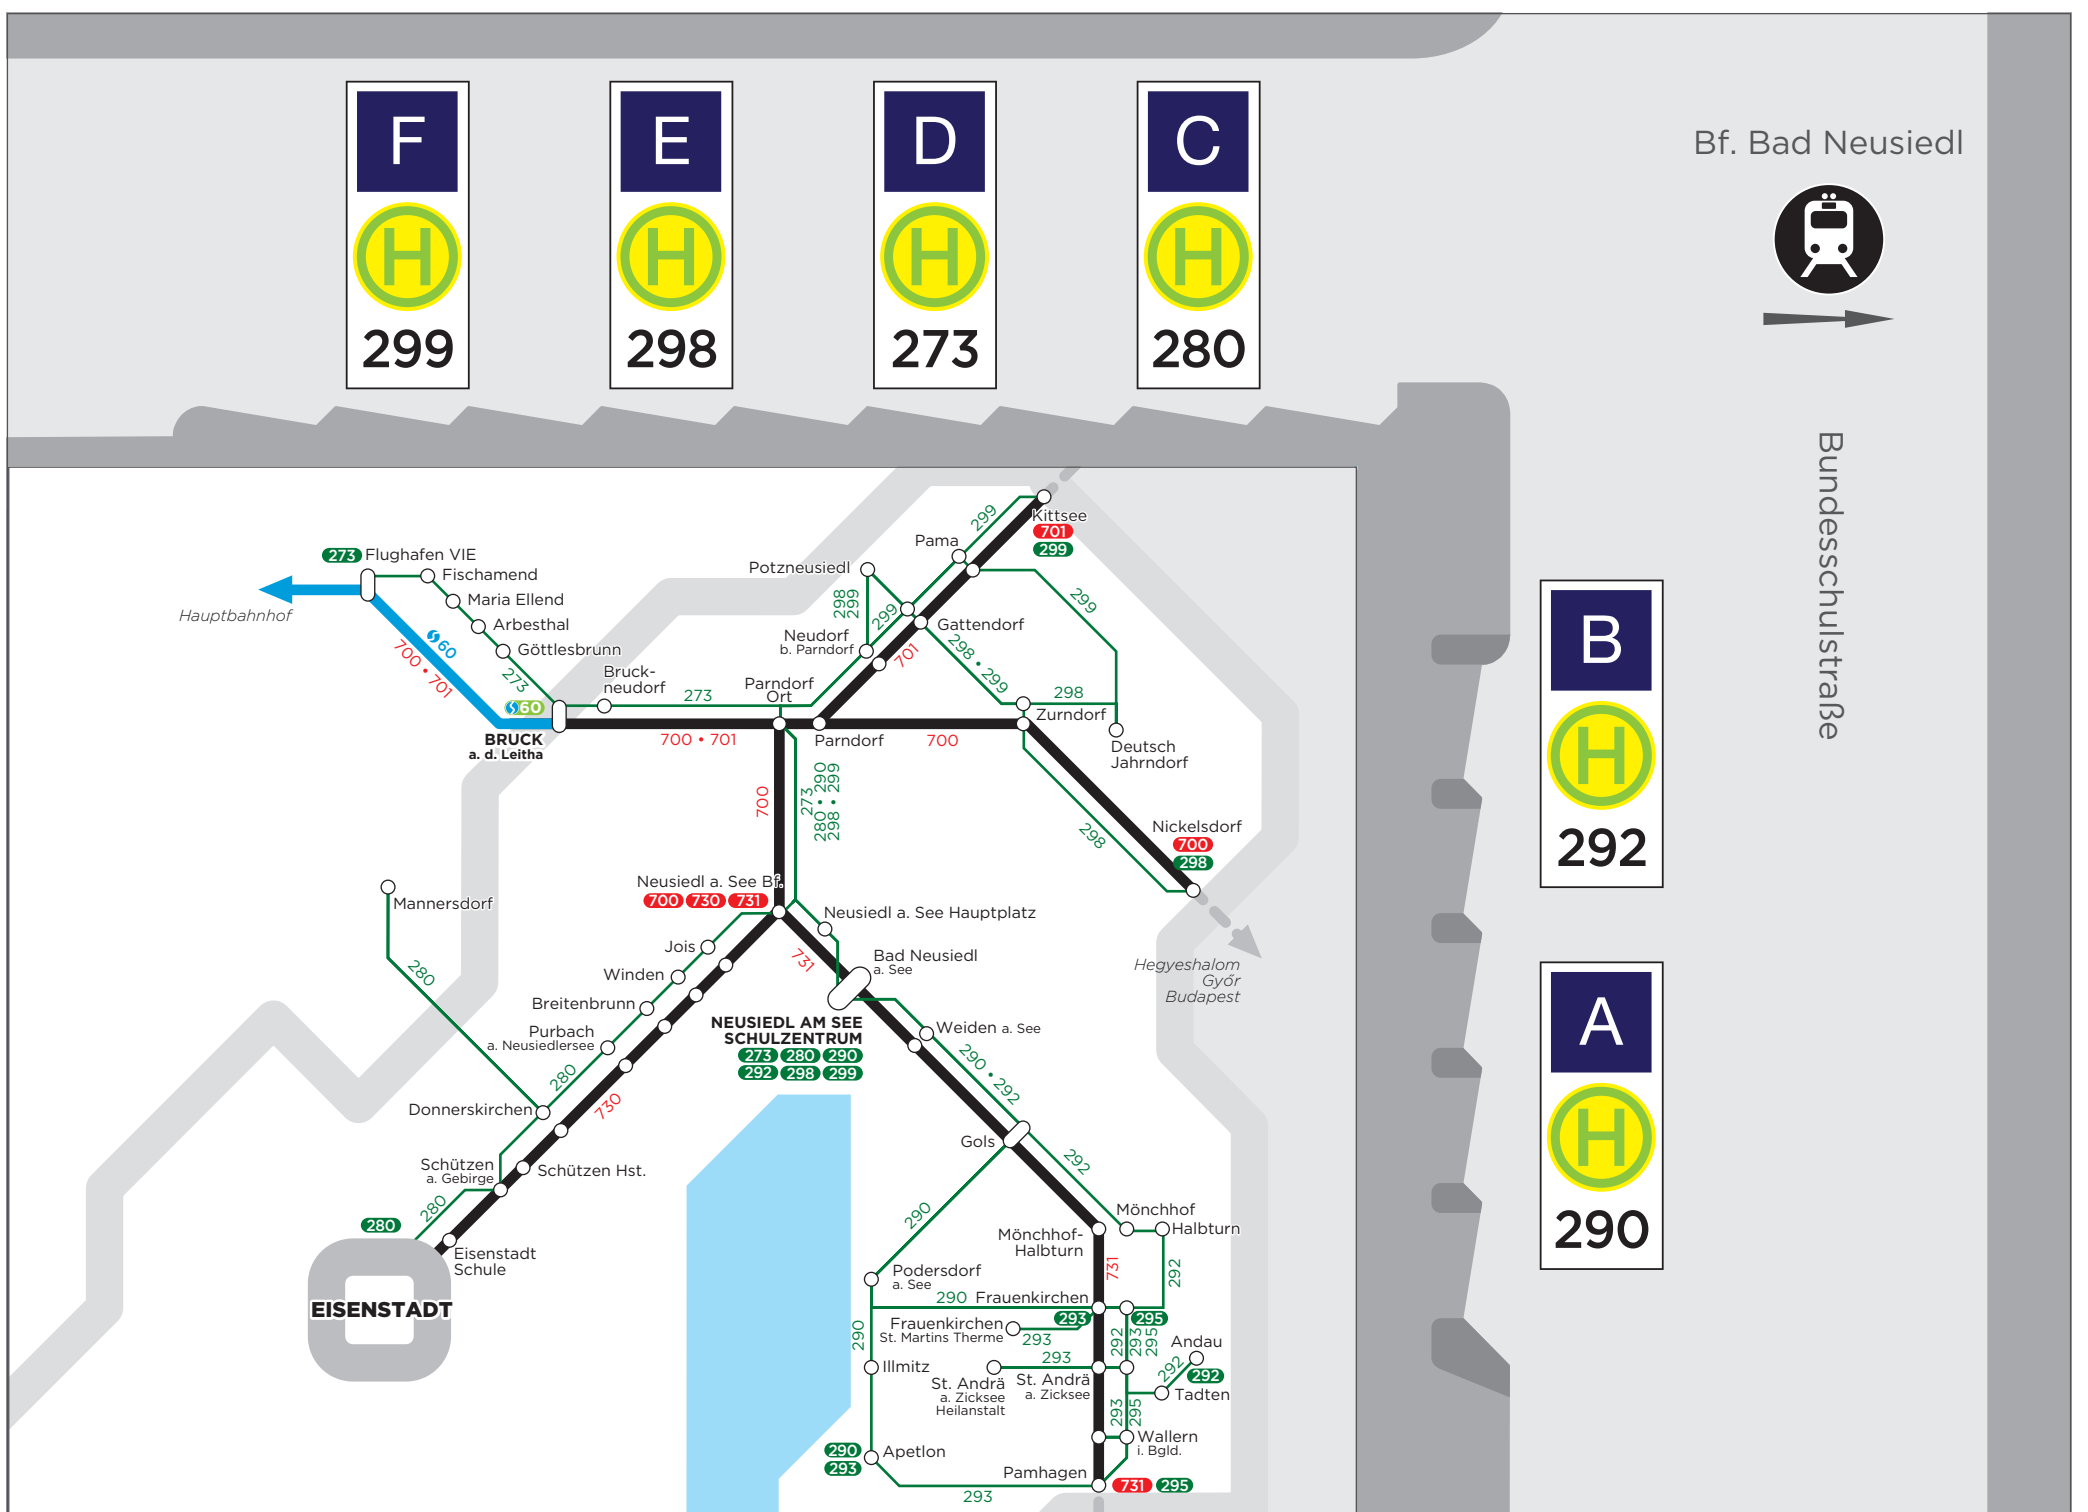 F
299
E
298
D
273
C
280
Bf. Bad Neusiedl
Bundesschulstraße
B
292
A
290
Kittsee
701
299
299
Pama
Potzneusiedl
298
299
299
299
Gattendorf
Neudorf
b. Parndorf
701
298 • 299
273 Flughafen VIE
Fischamend
Maria Ellend
Arbesthal
Göttlesbrunn
Hauptbahnhof
S60
700 • 701
273
Bruck-
neudorf
273
Parndorf
Ort
S60
BRUCK
a. d. Leitha
700 • 701
Parndorf
700
298
Zurndorf
Deutsch
Jahrndorf
700
273
280 • 290
298 • 299
298
Nickelsdorf
700
298
Hegyeshalom
Győr
Budapest
Neusiedl a. See Bf.
700 730 731
Mannersdorf
280
Neusiedl a. See Hauptplatz
731
Bad Neusiedl
a. See
Jois
Winden
Breitenbrunn
Purbach
a. Neusiedlersee
280
730
Donnerskirchen
NEUSIEDL AM SEE
SCHULZENTRUM
273 280 290
292 298 299
Weiden a. See
290 • 292
Gols
292
Schützen
a. Gebirge
Schützen Hst.
280
280
Eisenstadt
Schule
EISENSTADT
290
Mönchhof
Halbturn
Mönchhof-
Halbturn
731
292
Podersdorf
a. See
290 Frauenkirchen
293
295
Frauenkirchen
St. Martins Therme
293
290
292
293
295
Illmitz
293
St. Andrä
a. Zicksee
Heilanstalt
St. Andrä
a. Zicksee
Andau
292
292
Tadten
293
295
Wallern
i. Bgld.
290
293
Apetlon
Pamhagen
731 295
293
H
H
H
H
H
H